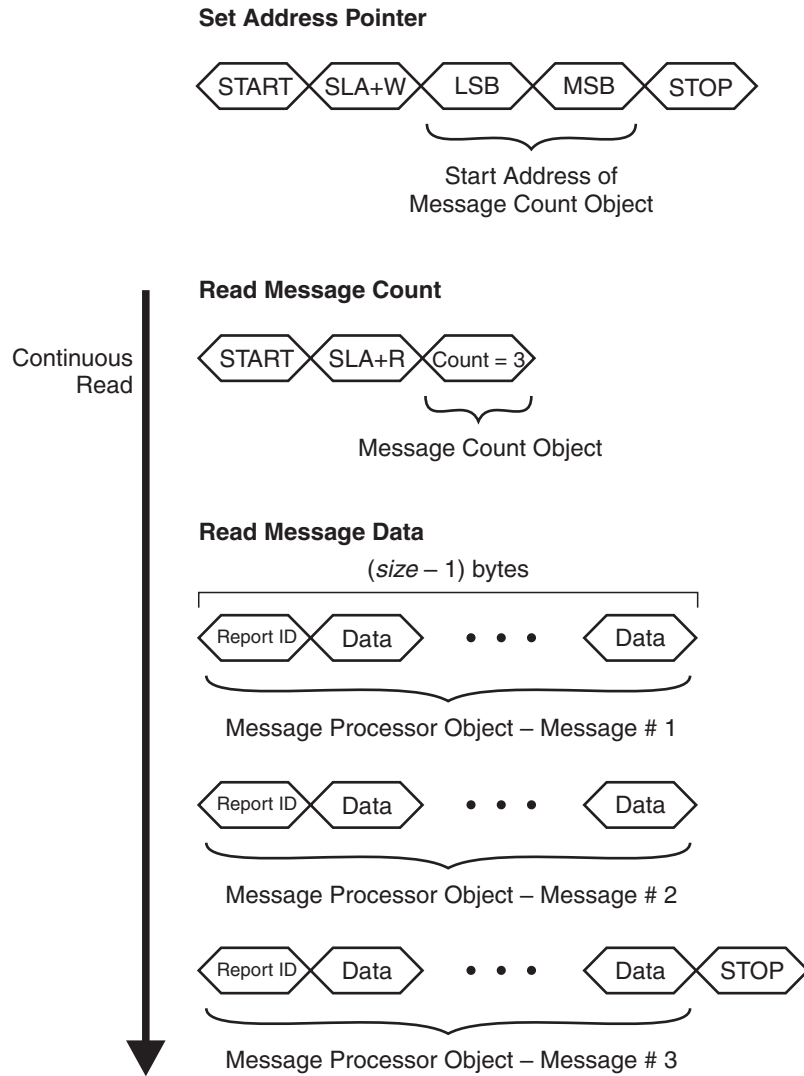 Set Address Pointer
START SLA+W LSB MSB STOP
Start Address of
Message Count Object
Read Message Count
Continuous
Read
START SLA+R Count = 3
Message Count Object
Read Message Data
(size – 1) bytes
Report ID Data • • • Data
Message Processor Object – Message # 1
Report ID Data • • • Data
Message Processor Object – Message # 2
Report ID Data • • • Data STOP
Message Processor Object – Message # 3